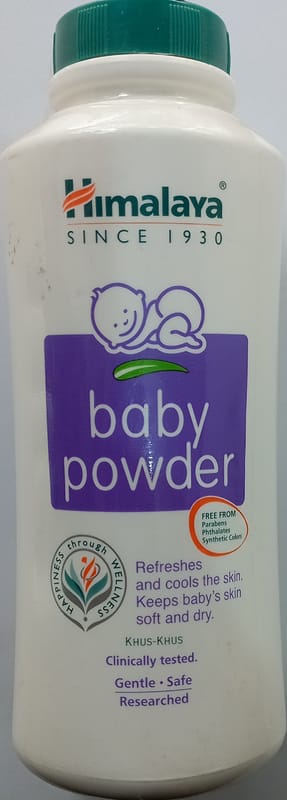 Himalaya®
SINCE 1930
baby
powder
FREE FROM
Parabens
Phthalates
Synthetic Colors
HAPPINESS through WELLNESS
Refreshes
and cools the skin.
Keeps baby's skin
soft and dry.
KHUS-KHUS
Clinically tested.
Gentle • Safe
Researched